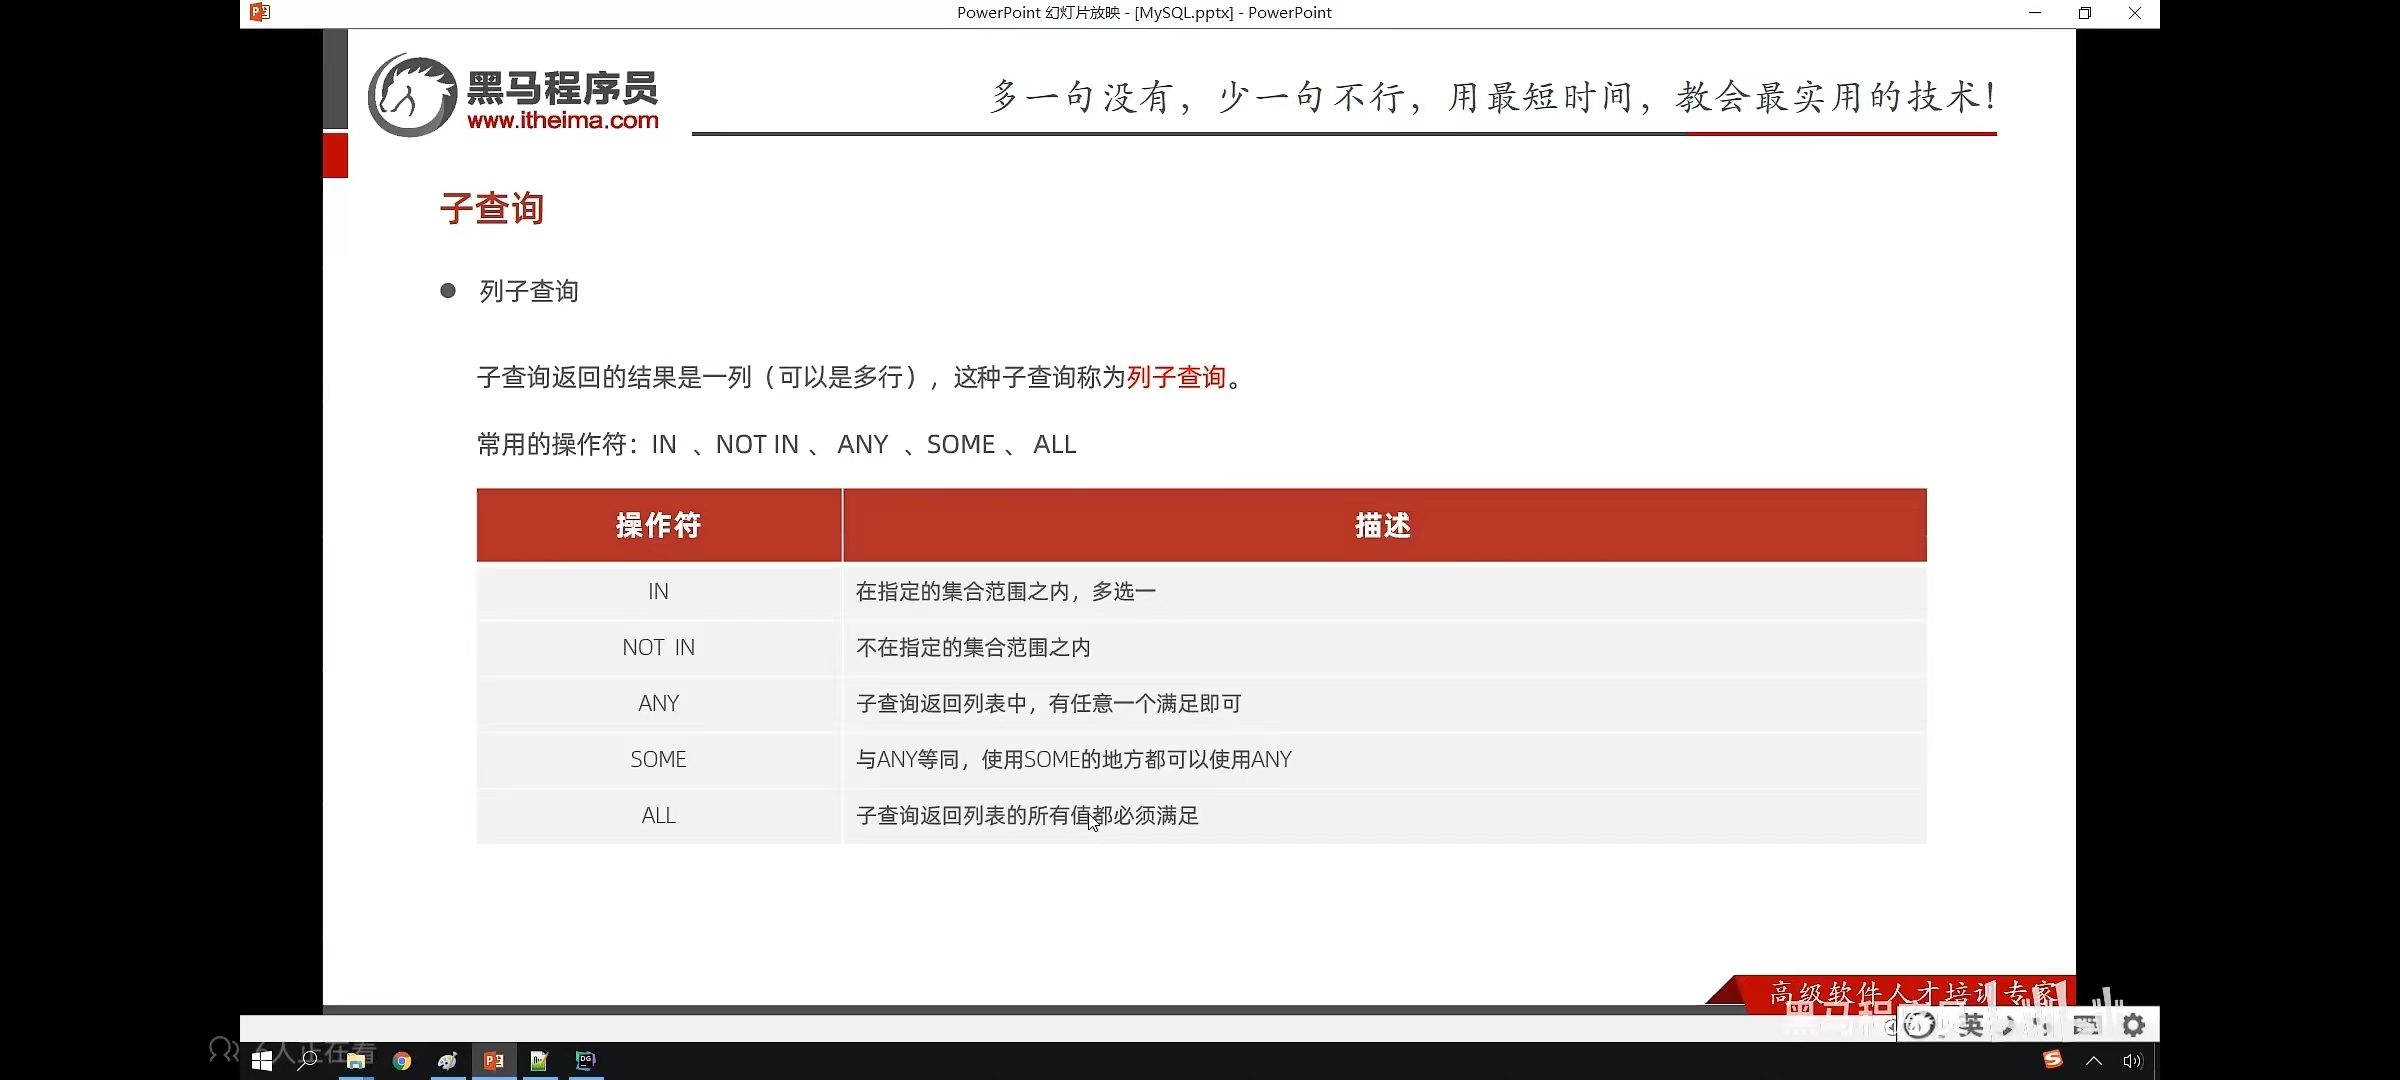 PowerPoint 幻灯片放映 - [MySQL.pptx] - PowerPoint
黑马程序员
www.itheima.com
多一句没有，少一句不行，用最短时间，教会最实用的技术！
子查询
● 列子查询
子查询返回的结果是一列（可以是多行），这种子查询称为列子查询。
常用的操作符：IN 、NOT IN 、 ANY 、SOME 、 ALL
操作符 描述
IN 在指定的集合范围之内，多选一
NOT IN 不在指定的集合范围之内
ANY 子查询返回列表中，有任意一个满足即可
SOME 与ANY等同，使用SOME的地方都可以使用ANY
ALL 子查询返回列表的所有值都必须满足
高级软件人才培训专家
黑马程序员
英
人正在看